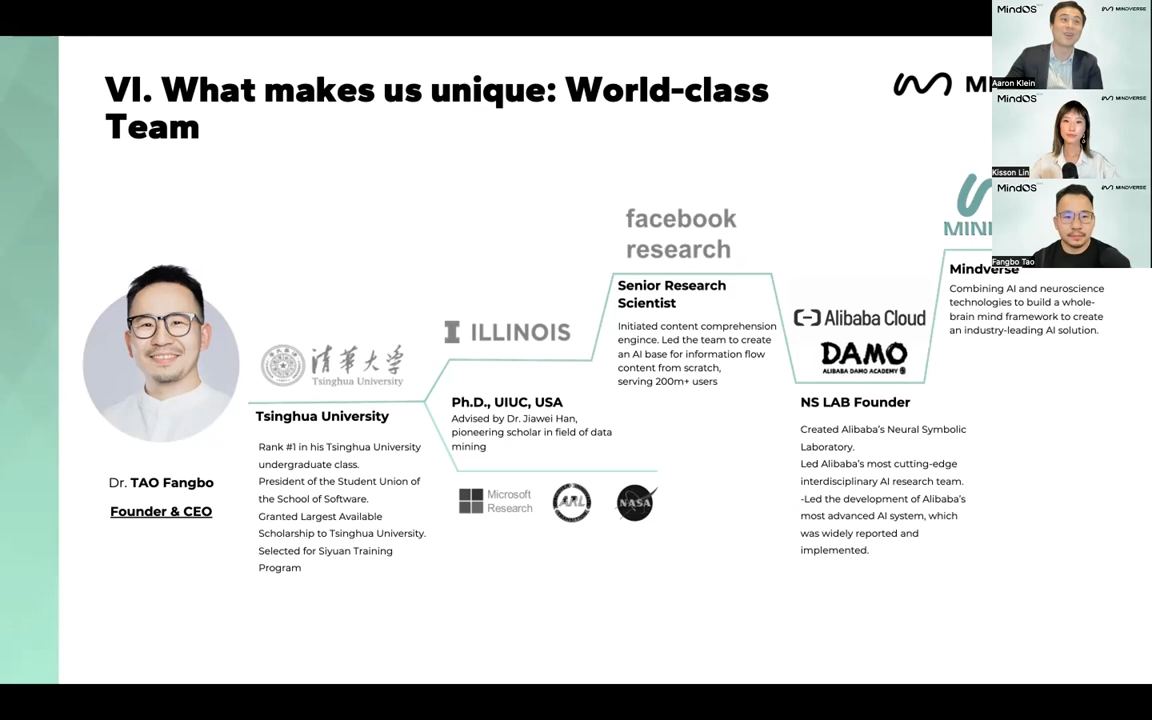 VI. What makes us unique: World-class
Team
MindOS
MINDVERSE
Aaron Klein
MindOS
MINDVERSE
Kisson Lin
MindOS
MINDVERSE
Fangbo Tao
Dr. TAO Fangbo
Founder & CEO
清華大学
Tsinghua University
Tsinghua University
Rank #1 in his Tsinghua University
undergraduate class.
President of the Student Union of
the School of Software.
Granted Largest Available
Scholarship to Tsinghua University.
Selected for Siyuan Training
Program
ILLINOIS
Ph.D., UIUC, USA
Advised by Dr. Jiawei Han,
pioneering scholar in field of data
mining
Microsoft
Research
ARL
NASA
facebook
research
Senior Research
Scientist
Initiated content comprehension
engince. Led the team to create
an AI base for information flow
content from scratch,
serving 200m+ users
Alibaba Cloud
DAMO
ALIBABA DAMO ACADEMY
NS LAB Founder
Created Alibaba's Neural Symbolic
Laboratory.
Led Alibaba's most cutting-edge
interdisciplinary AI research team.
-Led the development of Alibaba's
most advanced AI system, which
was widely reported and
implemented.
Mindverse
Combining AI and neuroscience
technologies to build a whole-
brain mind framework to create
an industry-leading AI solution.